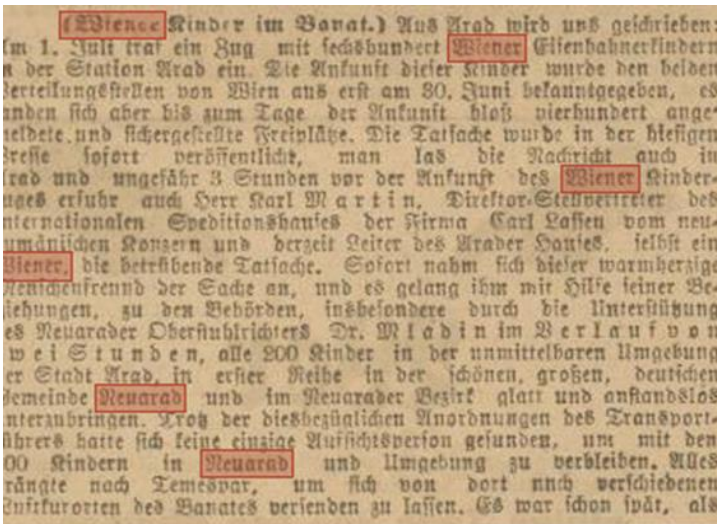 (Wiener Kinder im Banat.) Aus Arad wird uns geschrieben:
Am 1. Juli traf ein Zug mit sechshundert Wiener Eisenbahnerkindern
in der Station Arad ein. Die Ankunft dieser Kinder wurde den beiden
Verteilungsstellen von Wien aus erst am 30. Juni bekanntgegeben, es
fanden sich aber bis zum Tage der Ankunft bloß vierhundert ange-
meldete und sichergestellte Freiplätze. Die Tatsache wurde in der hiesigen
Presse sofort veröffentlicht, man las die Nachricht auch in
Arad und ungefähr 3 Stunden vor der Ankunft des Wiener Kinder-
zuges erfuhr auch Herr Karl Martin, Direktor-Stellvertreter des
internationalen Speditionshauses der Firma Carl Lassen vom neu-
rumänischen Konzern und derzeit Leiter des Arader Hauses, selbst ein
Wiener, die betrübende Tatsache. Sofort nahm sich dieser warmherzige
Menschenfreund der Sache an, und es gelang ihm mit Hilfe seiner Be-
ziehungen, zu den Behörden, insbesondere durch die Unterstützung
des Neuarader Oberstuhlrichters Dr. Mladin im Verlauf von
zwei Stunden, alle 200 Kinder in der unmittelbaren Umgebung
der Stadt Arad, in erster Reihe in der schönen, großen, deutschen
Gemeinde Neuarad und im Neuarader Bezirk glatt und anstandslos
unterzubringen. Trotz der diesbezüglichen Anordnungen des Transport-
führers hatte sich keine einzige Aufsichtsperson gefunden, um mit den
200 Kindern in Neuarad und Umgebung zu verbleiben. Alles
drängte nach Temesvar, um sich von dort nach verschiedenen
Luftkurorten des Banates versenden zu lassen. Es war schon spät, als